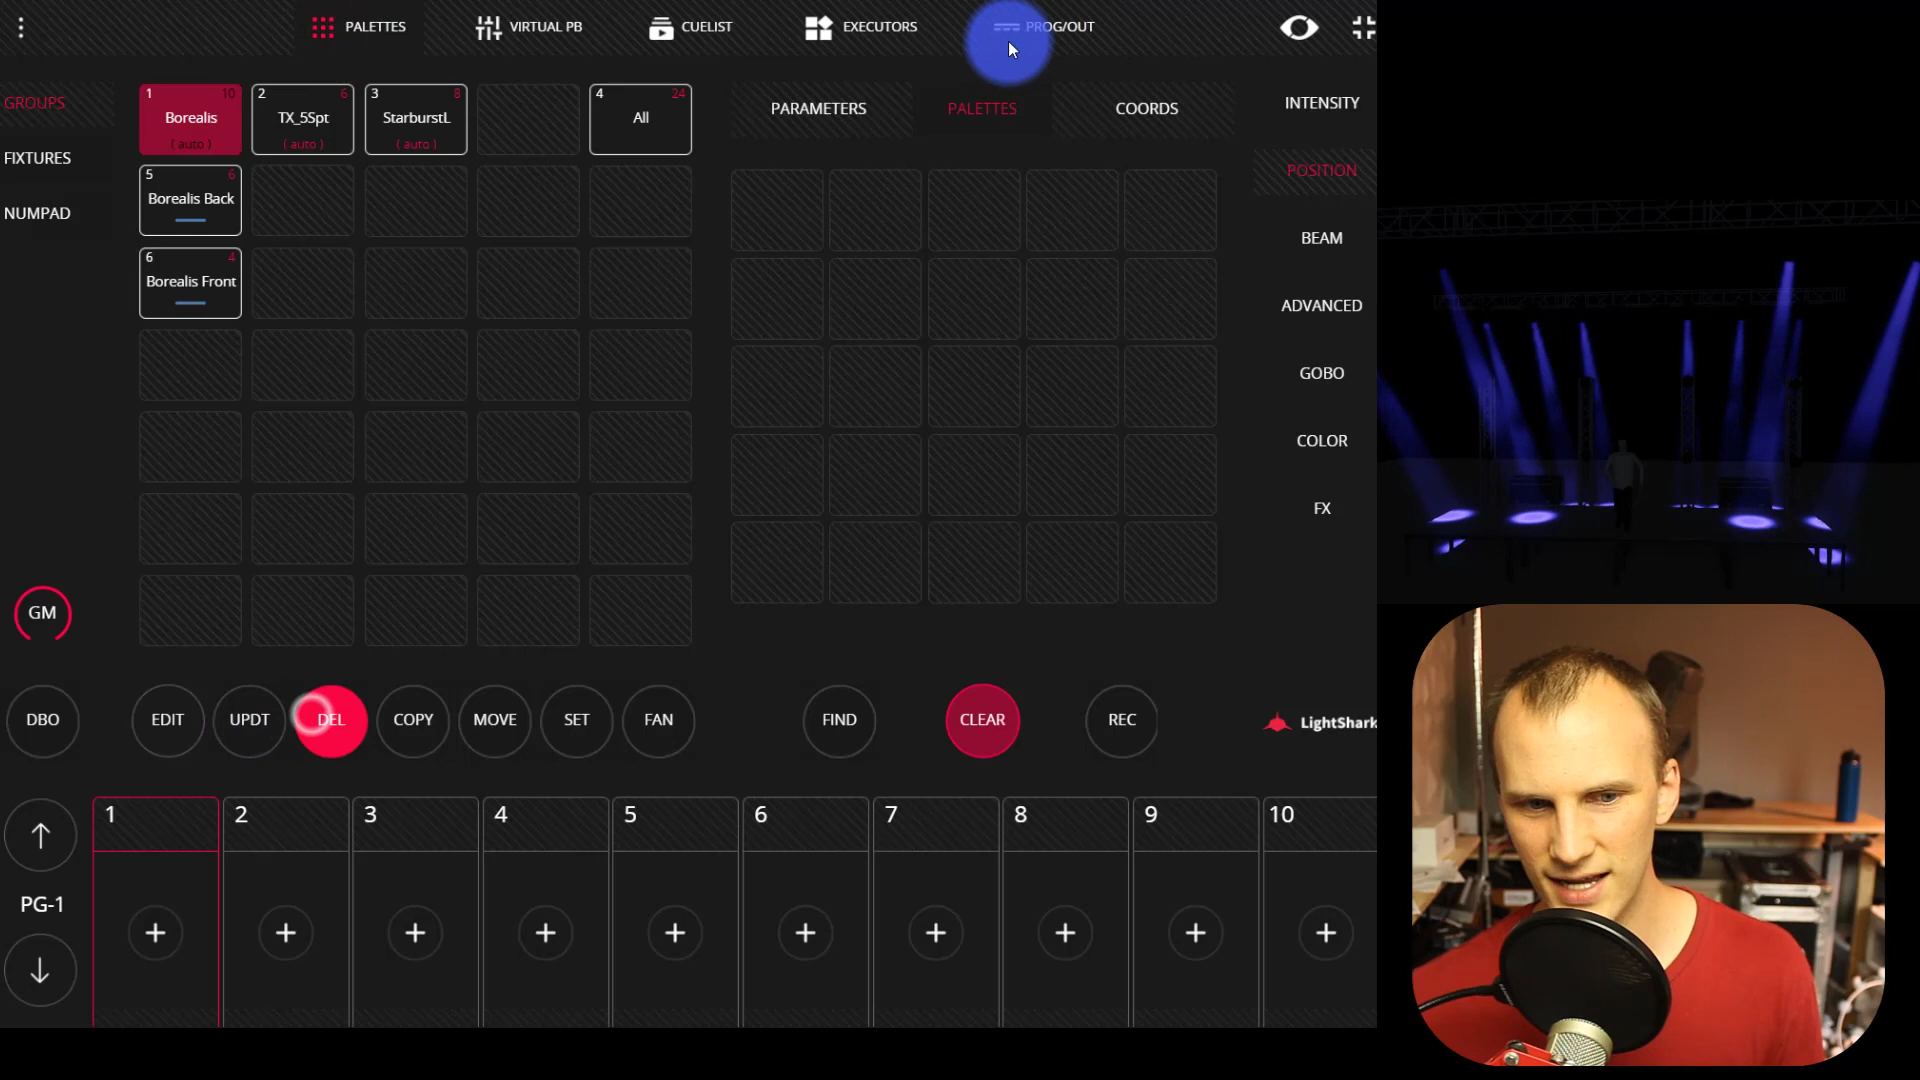 PALETTES
VIRTUAL PB
CUELIST
EXECUTORS
PROG/OUT
GROUPS
FIXTURES
NUMPAD
1 10
Borealis
( auto )
2 6
TX_5Spt
( auto )
3 8
StarburstL
( auto )
4 24
All
5 6
Borealis Back
6 4
Borealis Front
PARAMETERS
PALETTES
COORDS
INTENSITY
POSITION
BEAM
ADVANCED
GOBO
COLOR
FX
GM
DBO
EDIT
UPDT
DEL
COPY
MOVE
SET
FAN
FIND
CLEAR
REC
LightShark
PG-1
1
2
3
4
5
6
7
8
9
10